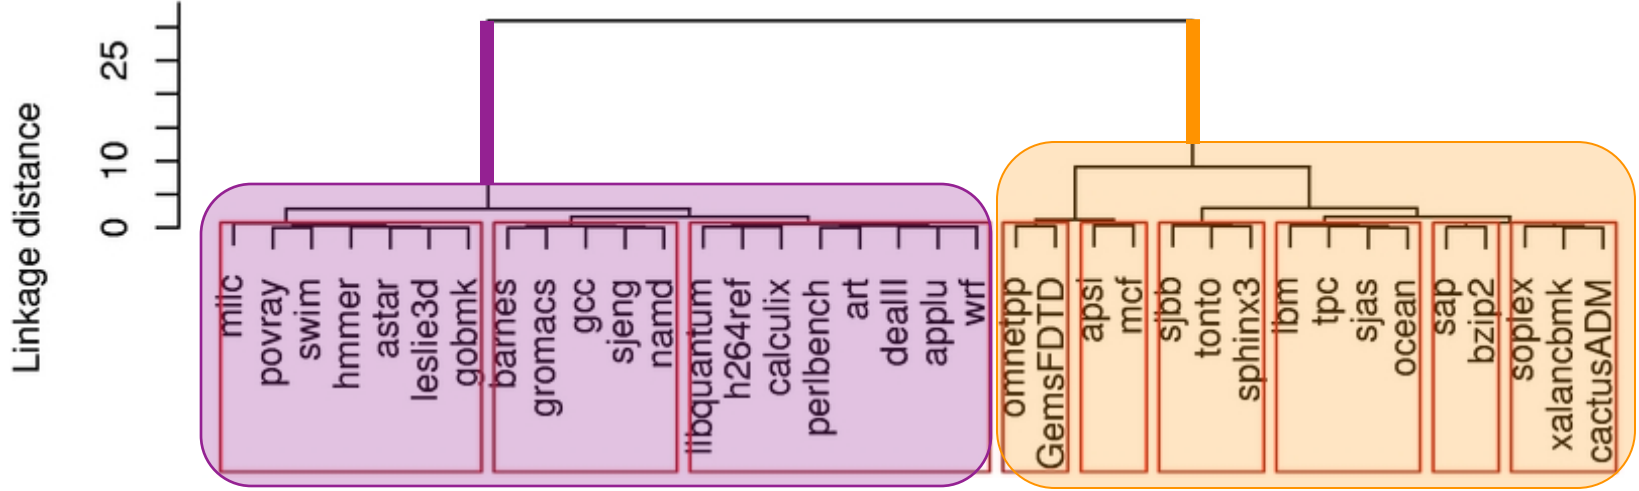 Linkage distance
25
10
0
milc
povray
swim
hmmer
astar
leslie3d
gobmk
barnes
gromacs
gcc
sjeng
namd
libquantum
h264ref
calculix
perlbench
art
dealII
applu
wrf
omnetpp
GemsFDTD
apsi
mcf
sjbb
tonto
sphinx3
lbm
tpc
sjas
ocean
sap
bzip2
soplex
xalancbmk
cactusADM